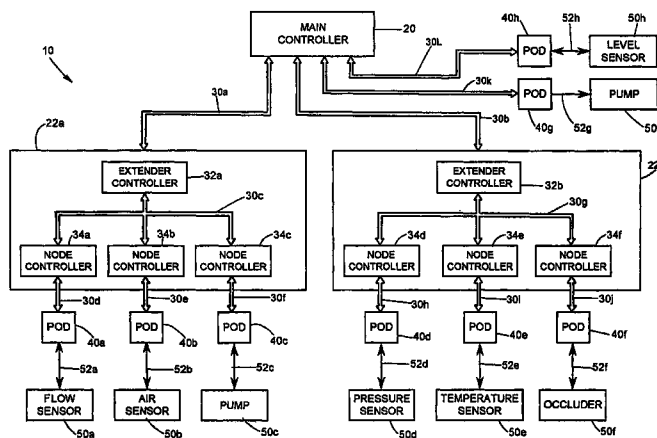 MAIN
CONTROLLER
20
10
30L
30k
30a
30b
40h
POD
52h
50h
LEVEL
SENSOR
POD
40g
52g
PUMP
50
22a
EXTENDER
CONTROLLER
32a
30c
34a
34b
34c
NODE
CONTROLLER
NODE
CONTROLLER
NODE
CONTROLLER
30d
30e
30f
POD
40a
POD
40b
POD
40c
52a
52b
52c
FLOW
SENSOR
50a
AIR
SENSOR
50b
PUMP
50c
22
EXTENDER
CONTROLLER
32b
30g
34d
34e
34f
NODE
CONTROLLER
NODE
CONTROLLER
NODE
CONTROLLER
30h
30i
30j
POD
40d
POD
40e
POD
40f
52d
52e
52f
PRESSURE
SENSOR
50d
TEMPERATURE
SENSOR
50e
OCCLUDER
50f